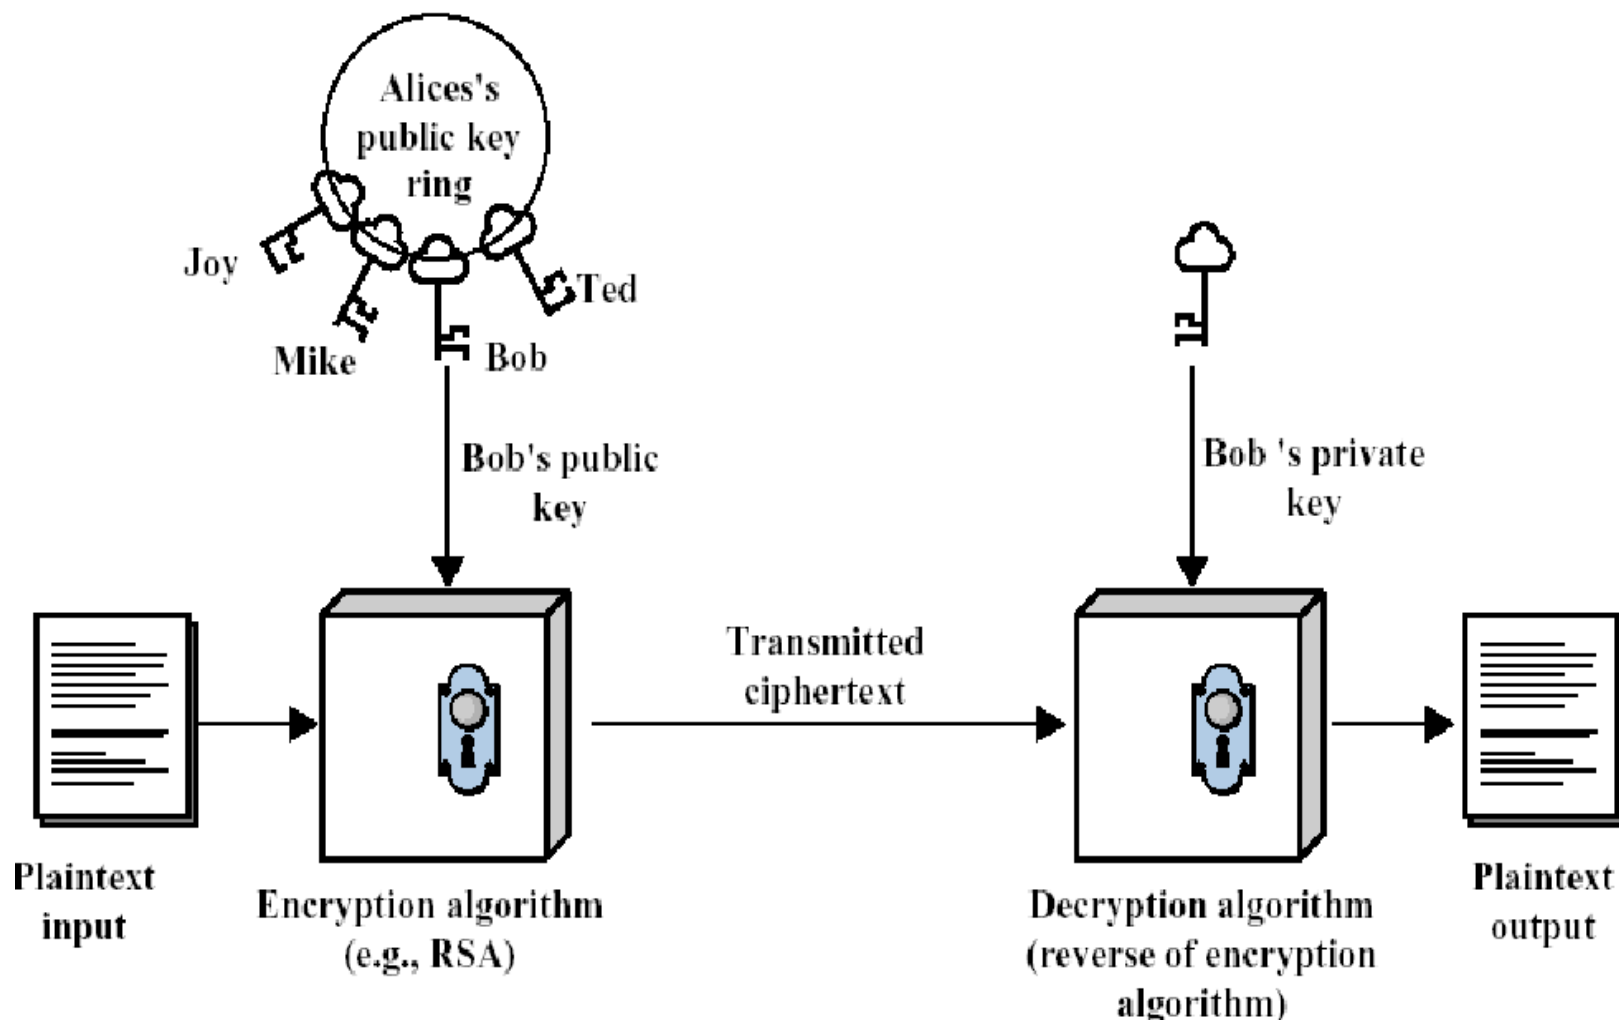 Alices's
public key
ring
Joy
Ted
Mike
Bob
Bob's public
key
Bob 's private
key
Transmitted
ciphertext
Plaintext
input
Encryption algorithm
(e.g., RSA)
Decryption algorithm
(reverse of encryption
algorithm)
Plaintext
output